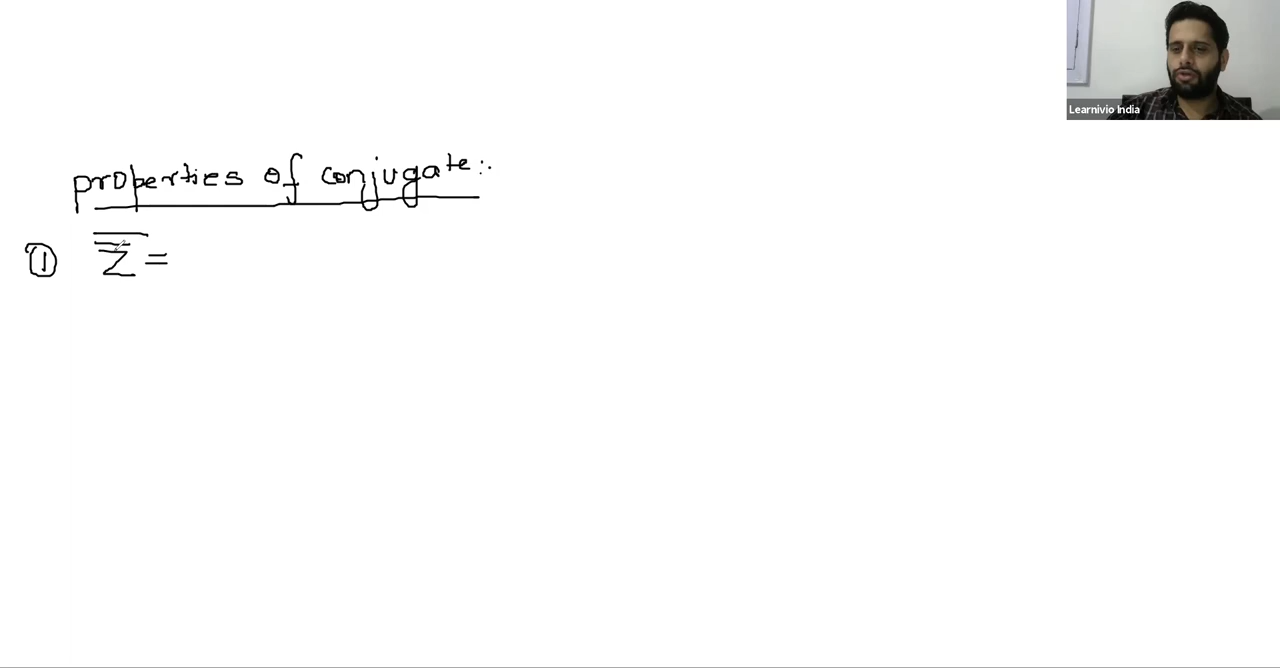 Learnivio India
properties of conjugate :.
① z̿ =